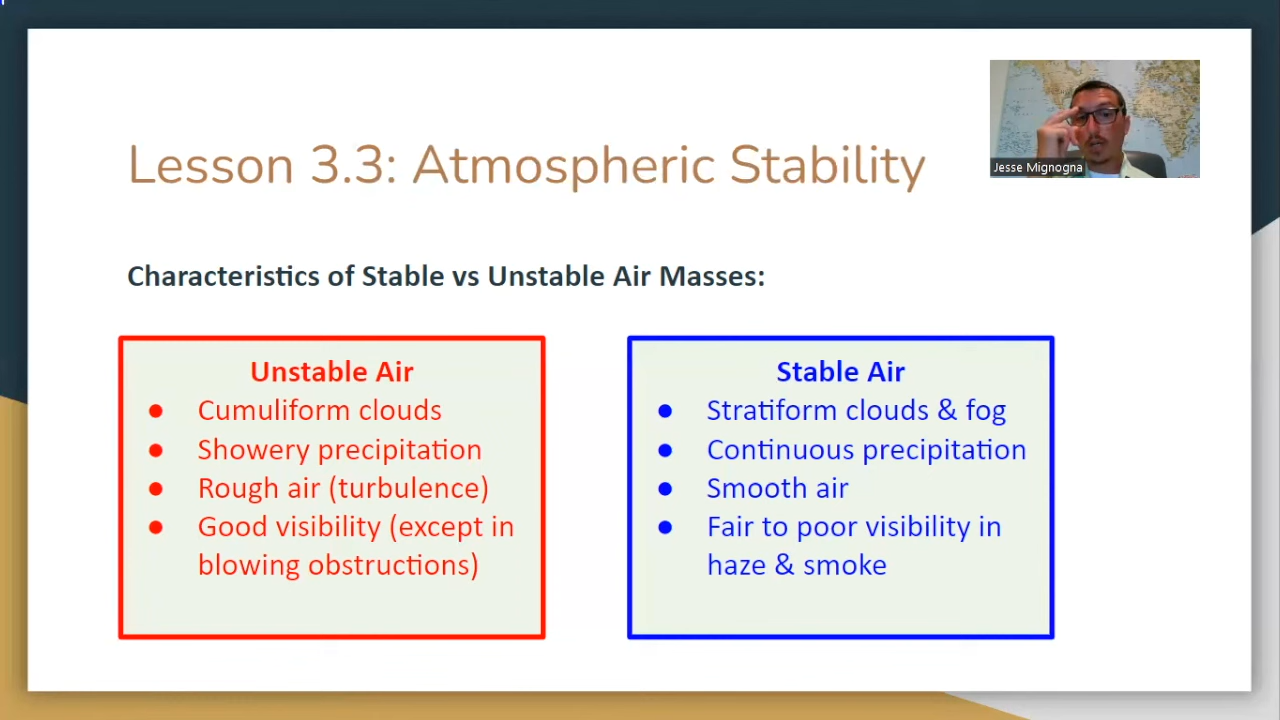 Lesson 3.3: Atmospheric Stability
Jesse Mignogna
Characteristics of Stable vs Unstable Air Masses:
Unstable Air
● Cumuliform clouds
● Showery precipitation
● Rough air (turbulence)
● Good visibility (except in
blowing obstructions)
Stable Air
● Stratiform clouds & fog
● Continuous precipitation
● Smooth air
● Fair to poor visibility in
haze & smoke